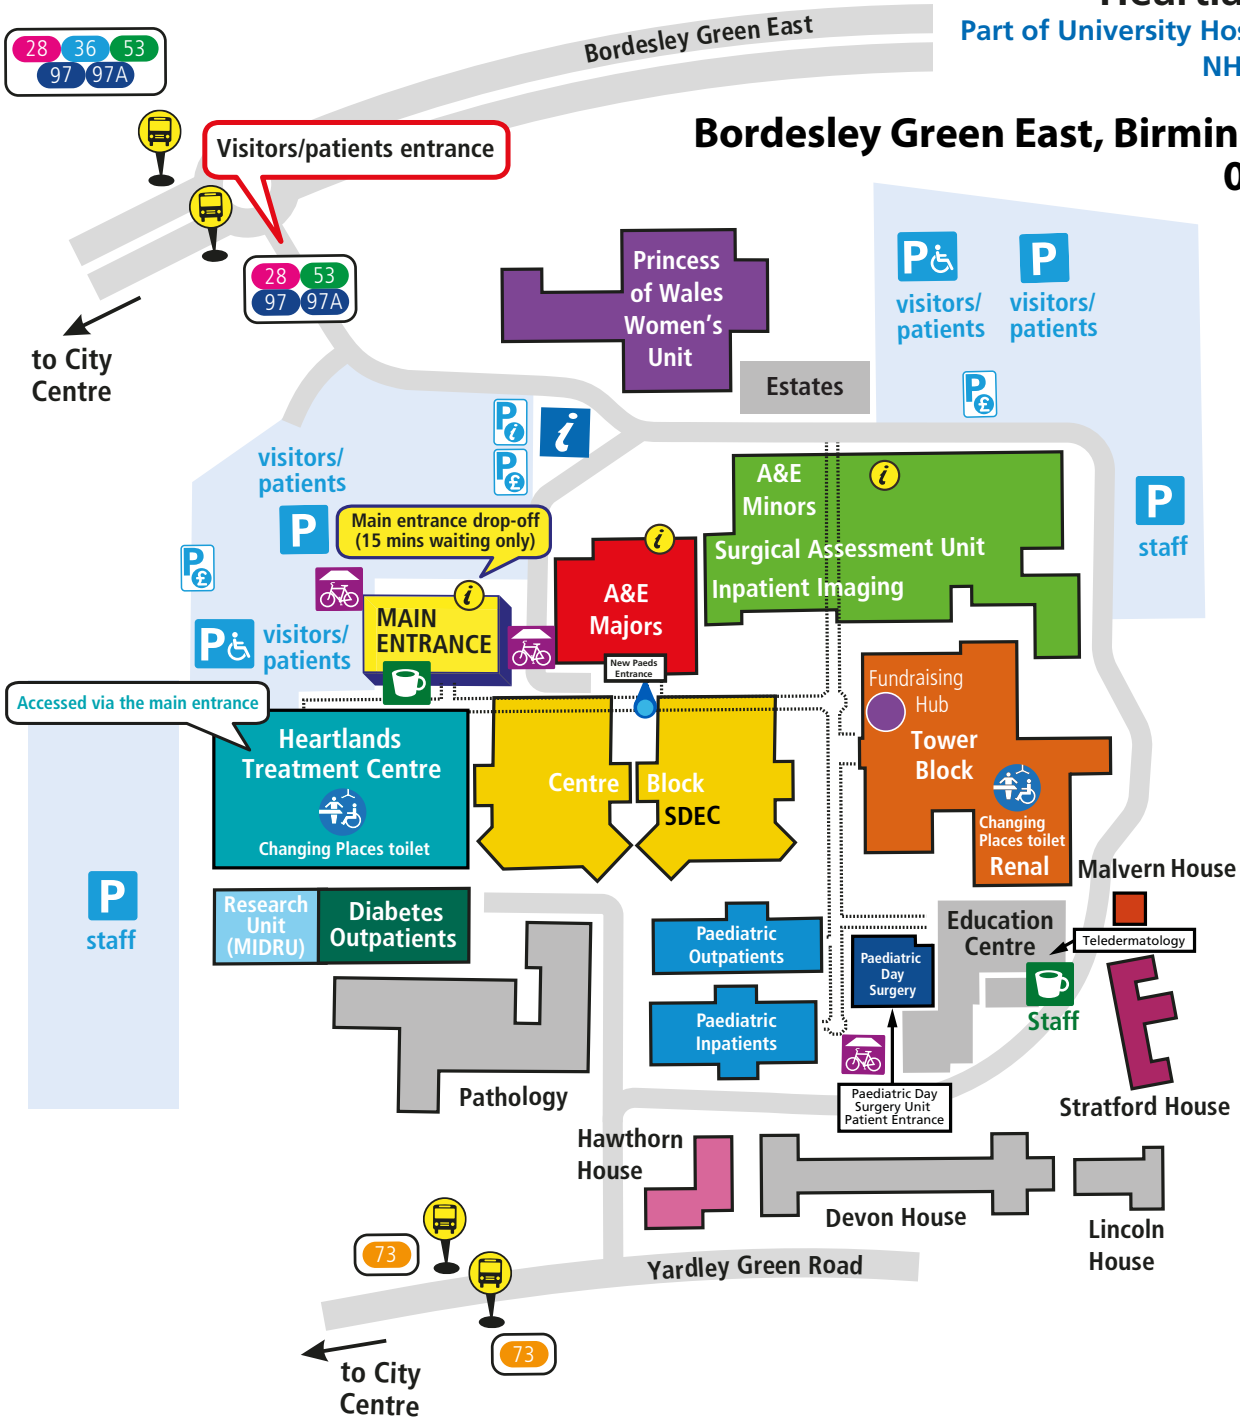 Part of University Hos
NH
Bordesley Green East, Birmin
0
28 36 53
97 97A
Bordesley Green East
Visitors/patients entrance
28 53
97 97A
to City
Centre
Princess
of Wales
Women's
Unit
Estates
P
visitors/
patients
P
visitors/
patients
P £
P i
i
P £
visitors/
patients
P
Main entrance drop-off
(15 mins waiting only)
P £
P
visitors/
patients
i
MAIN
ENTRANCE
i
A&E
Majors
New Paeds
Entrance
i
A&E
Minors
Surgical Assessment Unit
Inpatient Imaging
P
staff
Accessed via the main entrance
Heartlands
Treatment Centre
Changing Places toilet
Centre Block
SDEC
Fundraising
Hub
Tower
Block
Changing
Places toilet
Renal
Malvern House
P
staff
Research
Unit
(MIDRU)
Diabetes
Outpatients
Paediatric
Outpatients
Paediatric
Day
Surgery
Education
Centre
Teledermatology
Staff
Paediatric
Inpatients
Pathology
Paediatric Day
Surgery Unit
Patient Entrance
Stratford House
Hawthorn
House
Devon House
Lincoln
House
73
Yardley Green Road
73
to City
Centre